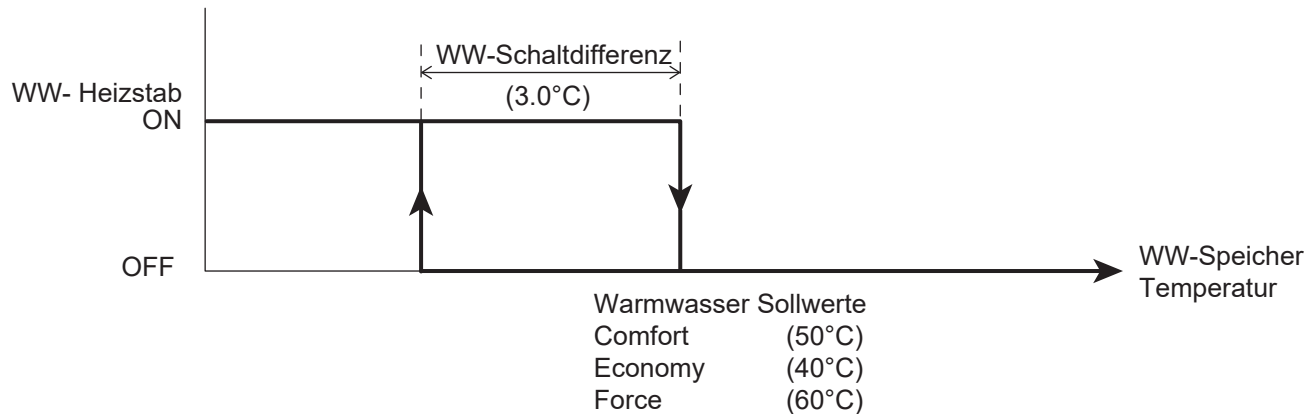 WW-Schaltdifferenz
(3.0°C)
WW- Heizstab
ON
OFF
WW-Speicher
Temperatur
Warmwasser Sollwerte
Comfort (50°C)
Economy (40°C)
Force (60°C)